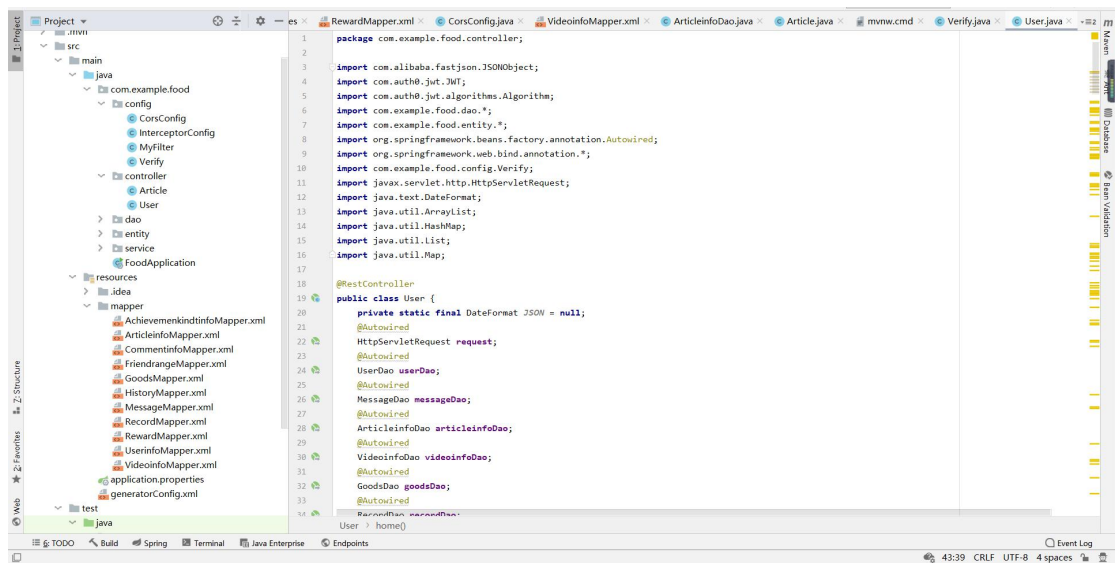 Project
es
RewardMapper.xml
CorsConfig.java
VideoinfoMapper.xml
ArticleinfoDao.java
Article.java
mvnw.cmd
Verify.java
User.java
1: Project
.mvn
src
main
java
com.example.food
config
CorsConfig
InterceptorConfig
MyFilter
Verify
controller
Article
User
dao
entity
service
FoodApplication
resources
.idea
mapper
AchievemenkindtinfoMapper.xml
ArticleinfoMapper.xml
CommentinfoMapper.xml
FriendrangeMapper.xml
GoodsMapper.xml
HistoryMapper.xml
MessageMapper.xml
RecordMapper.xml
RewardMapper.xml
UserinfoMapper.xml
VideoinfoMapper.xml
application.properties
generatorConfig.xml
test
java
Z: Structure
2: Favorites
Web
1 package com.example.food.controller;
2
3 import com.alibaba.fastjson.JSONObject;
4 import com.auth0.jwt.JWT;
5 import com.auth0.jwt.algorithms.Algorithm;
6 import com.example.food.dao.*;
7 import com.example.food.entity.*;
8 import org.springframework.beans.factory.annotation.Autowired;
9 import org.springframework.web.bind.annotation.*;
10 import com.example.food.config.Verify;
11 import javax.servlet.http.HttpServletRequest;
12 import java.text.DateFormat;
13 import java.util.ArrayList;
14 import java.util.HashMap;
15 import java.util.List;
16 import java.util.Map;
17
18 @RestController
19 public class User {
20 private static final DateFormat JSON = null;
21 @Autowired
22 HttpServletRequest request;
23 @Autowired
24 UserDao userDao;
25 @Autowired
26 MessageDao messageDao;
27 @Autowired
28 ArticleinfoDao articleinfoDao;
29 @Autowired
30 VideoinfoDao videoinfoDao;
31 @Autowired
32 GoodsDao goodsDao;
33 @Autowired
34 RecordDao recordDao;
User > home()
Maven
Ant
Database
Bean Validation
6: TODO
Build
Spring
Terminal
Java Enterprise
Endpoints
Event Log
43:39 CRLF UTF-8 4 spaces